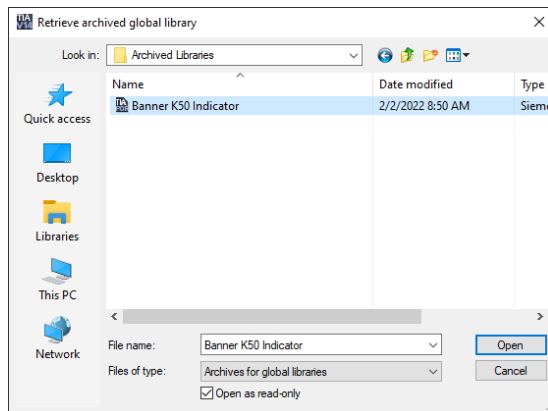 Retrieve archived global library
Look in: Archived Libraries
Name Date modified Type
Banner K50 Indicator 2/2/2022 8:50 AM
Quick access
Desktop
Libraries
This PC
Network
File name: Banner K50 Indicator Open
Files of type: Archives for global libraries Cancel
Open as read-only